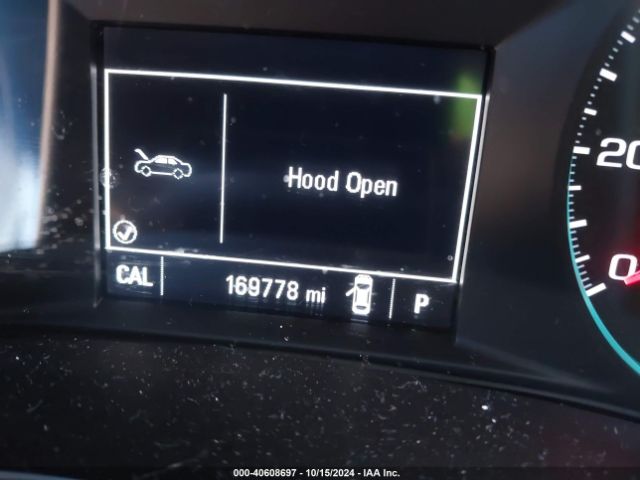 Hood Open
CAL 169778 mi P
20
0
000-40608697 - 10/15/2024 - IAA Inc.